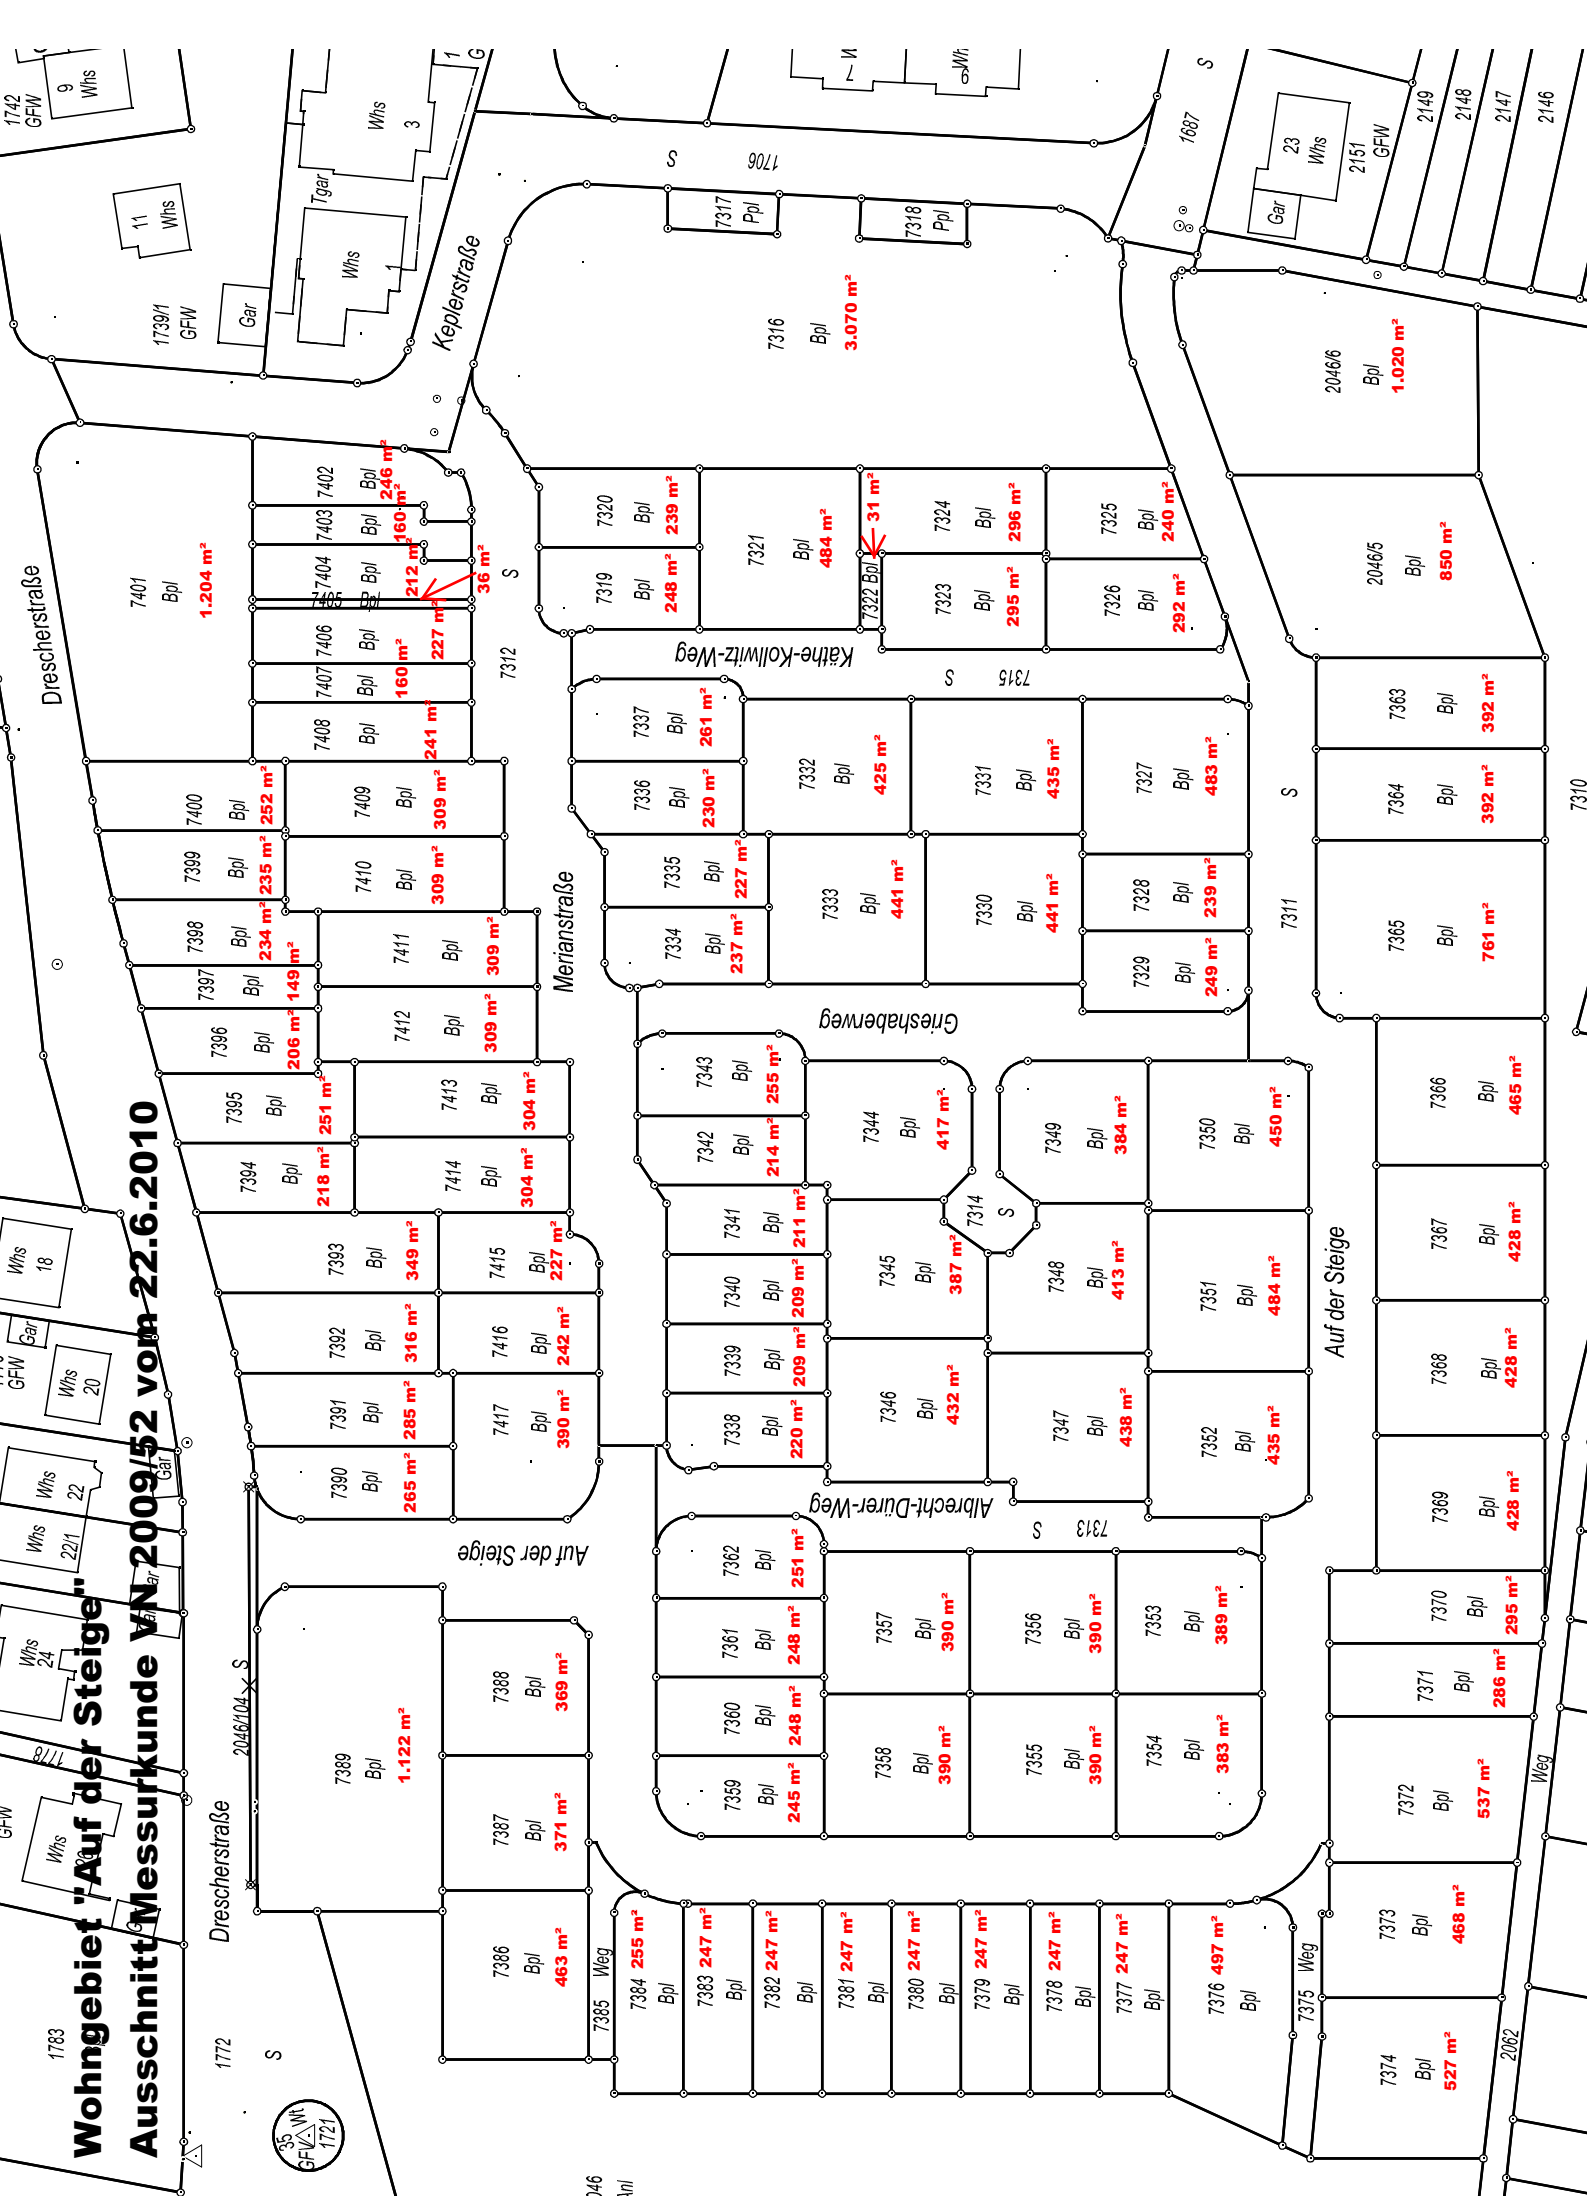 Wohngebiet "Auf der Steige"
Ausschnitt Messurkunde VN 2009/52 vom 22.6.2010
1742
GFW
9
Whs
11
Whs
1739/1
GFW
Gar
Tgar
Whs
3
Whs
1
1
G
Keplerstraße
S
1706
7
Wh
9
S
1687
23
Whs
Gar
2151
GFW
2149
2148
2147
2146
7317
Ppl
7318
Ppl
7316
Bpl
3.070 m²
2046/6
Bpl
1.020 m²
2046/5
Bpl
850 m²
Drescherstraße
7401
Bpl
1.204 m²
7402
Bpl
246 m²
7403
Bpl
160 m²
7404
Bpl
212 m²
7405 Bpl
36 m²
7406
Bpl
227 m²
7407
Bpl
160 m²
7408
Bpl
241 m²
S
7312
7320
Bpl
239 m²
7319
Bpl
248 m²
7321
Bpl
484 m²
31 m²
7322 Bpl
7324
Bpl
296 m²
7323
Bpl
295 m²
7325
Bpl
240 m²
7326
Bpl
292 m²
Käthe-Kollwitz-Weg
S
7315
7337
Bpl
261 m²
7336
Bpl
230 m²
7335
Bpl
227 m²
7334
Bpl
237 m²
7332
Bpl
425 m²
7331
Bpl
435 m²
7327
Bpl
483 m²
7333
Bpl
441 m²
7330
Bpl
441 m²
7328
Bpl
239 m²
7329
Bpl
249 m²
S
7311
7363
Bpl
392 m²
7364
Bpl
392 m²
7365
Bpl
761 m²
7310
7400
Bpl
252 m²
7399
Bpl
235 m²
7398
Bpl
234 m²
7397
Bpl
149 m²
7396
Bpl
206 m²
7395
Bpl
251 m²
7394
Bpl
218 m²
7409
Bpl
309 m²
7410
Bpl
309 m²
7411
Bpl
309 m²
7412
Bpl
309 m²
7413
Bpl
304 m²
7414
Bpl
304 m²
Merianstraße
Grieshaberweg
7343
Bpl
255 m²
7342
Bpl
214 m²
7344
Bpl
417 m²
7349
Bpl
384 m²
7350
Bpl
450 m²
7314
S
7341
Bpl
211 m²
7340
Bpl
209 m²
7339
Bpl
209 m²
7338
Bpl
220 m²
7345
Bpl
387 m²
7346
Bpl
432 m²
7348
Bpl
413 m²
7347
Bpl
438 m²
7351
Bpl
484 m²
7352
Bpl
435 m²
Auf der Steige
7366
Bpl
465 m²
7367
Bpl
428 m²
7368
Bpl
428 m²
7369
Bpl
428 m²
7370
Bpl
295 m²
7371
Bpl
286 m²
7372
Bpl
537 m²
7373
Bpl
468 m²
7374
Bpl
527 m²
Weg
2062
7393
Bpl
349 m²
7392
Bpl
316 m²
7391
Bpl
285 m²
7390
Bpl
265 m²
7415
Bpl
227 m²
7416
Bpl
242 m²
7417
Bpl
390 m²
Auf der Steige
Albrecht-Dürer-Weg
S
7313
7362
Bpl
251 m²
7361
Bpl
248 m²
7360
Bpl
248 m²
7359
Bpl
245 m²
7357
Bpl
390 m²
7356
Bpl
390 m²
7353
Bpl
389 m²
7358
Bpl
390 m²
7355
Bpl
390 m²
7354
Bpl
383 m²
7389
Bpl
1.122 m²
7388
Bpl
369 m²
7387
Bpl
371 m²
7386
Bpl
463 m²
7385
Weg
7384
Bpl
255 m²
7383
Bpl
247 m²
7382
Bpl
247 m²
7381
Bpl
247 m²
7380
Bpl
247 m²
7379
Bpl
247 m²
7378
Bpl
247 m²
7377
Bpl
247 m²
7376
Bpl
497 m²
7375
Weg
Whs
18
Gar
GFW
Whs
20
Whs
22
Gar
Whs
22/1
Whs
24
1778
GFW
Whs
2046/104
S
Drescherstraße
1783
1772
S
35
Wt
GFW
1721
046
Anl